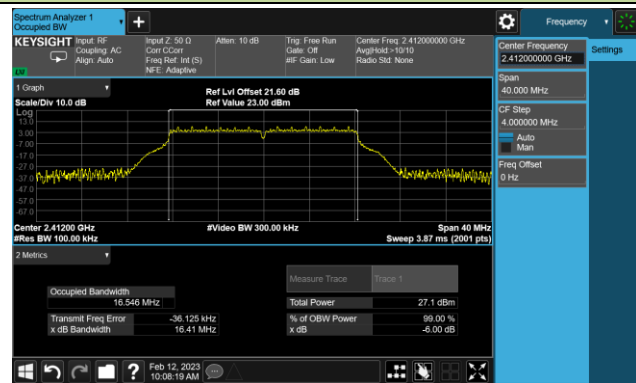 Spectrum Analyzer 1
Occupied BW
Frequency
KEYSIGHT
Input: RF
Coupling: AC
Align: Auto
Input Z: 50 Ω
Corr CCorr
Freq Ref: Int (S)
NFE: Adaptive
Atten: 10 dB
Trig: Free Run
Gate: Off
#IF Gain: Low
Center Freq: 2.412000000 GHz
Avg|Hold:>10/10
Radio Std: None
Center Frequency
2.412000000 GHz
Settings
Span
40.000 MHz
CF Step
4.000000 MHz
Auto
Man
Freq Offset
0 Hz
1 Graph
Scale/Div 10.0 dB
Ref Lvl Offset 21.60 dB
Ref Value 23.00 dBm
Log
13.0
3.00
-7.00
-17.0
-27.0
-37.0
-47.0
-57.0
-67.0
Center 2.41200 GHz
#Res BW 100.00 kHz
#Video BW 300.00 kHz
Span 40 MHz
Sweep 3.87 ms (2001 pts)
2 Metrics
Measure Trace
Trace 1
Occupied Bandwidth
16.546 MHz
Total Power
27.1 dBm
Transmit Freq Error
-36.125 kHz
% of OBW Power
99.00 %
x dB Bandwidth
16.41 MHz
x dB
-6.00 dB
Feb 12, 2023
10:08:19 AM